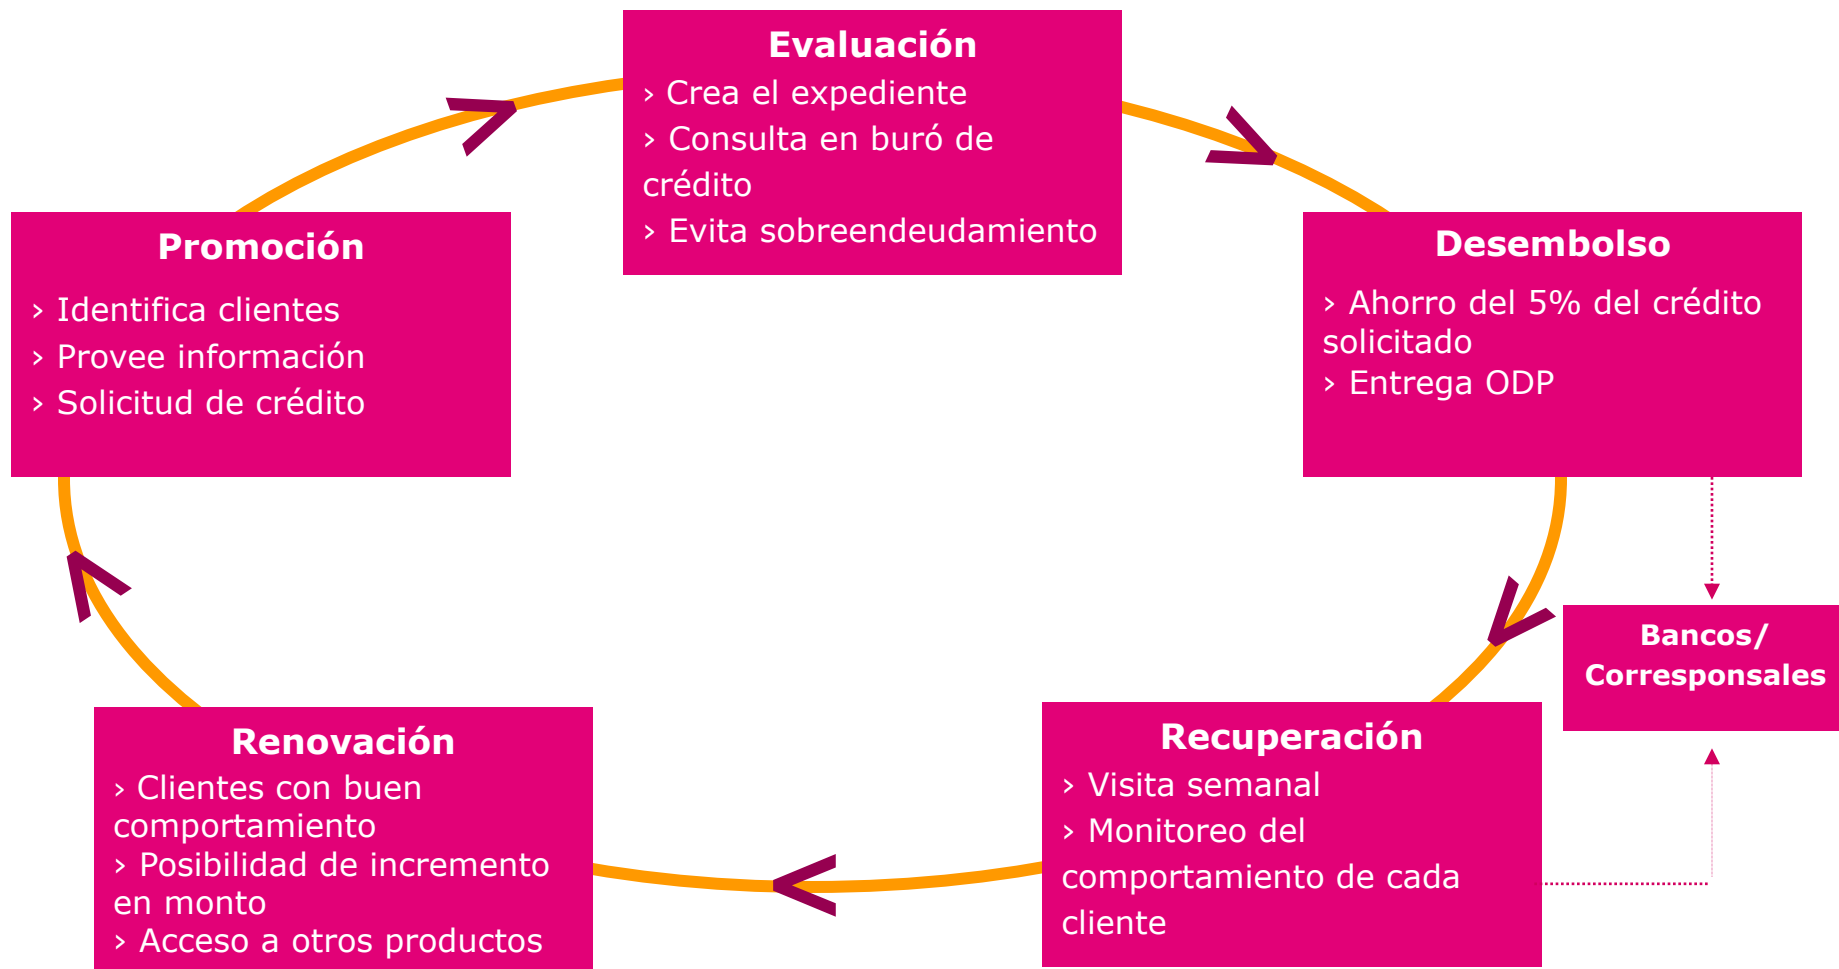 Evaluación
› Crea el expediente
› Consulta en buró de
crédito
› Evita sobreendeudamiento
Promoción
› Identifica clientes
› Provee información
› Solicitud de crédito
Desembolso
› Ahorro del 5% del crédito
solicitado
› Entrega ODP
Bancos/
Corresponsales
Renovación
› Clientes con buen
comportamiento
› Posibilidad de incremento
en monto
› Acceso a otros productos
Recuperación
› Visita semanal
› Monitoreo del
comportamiento de cada
cliente